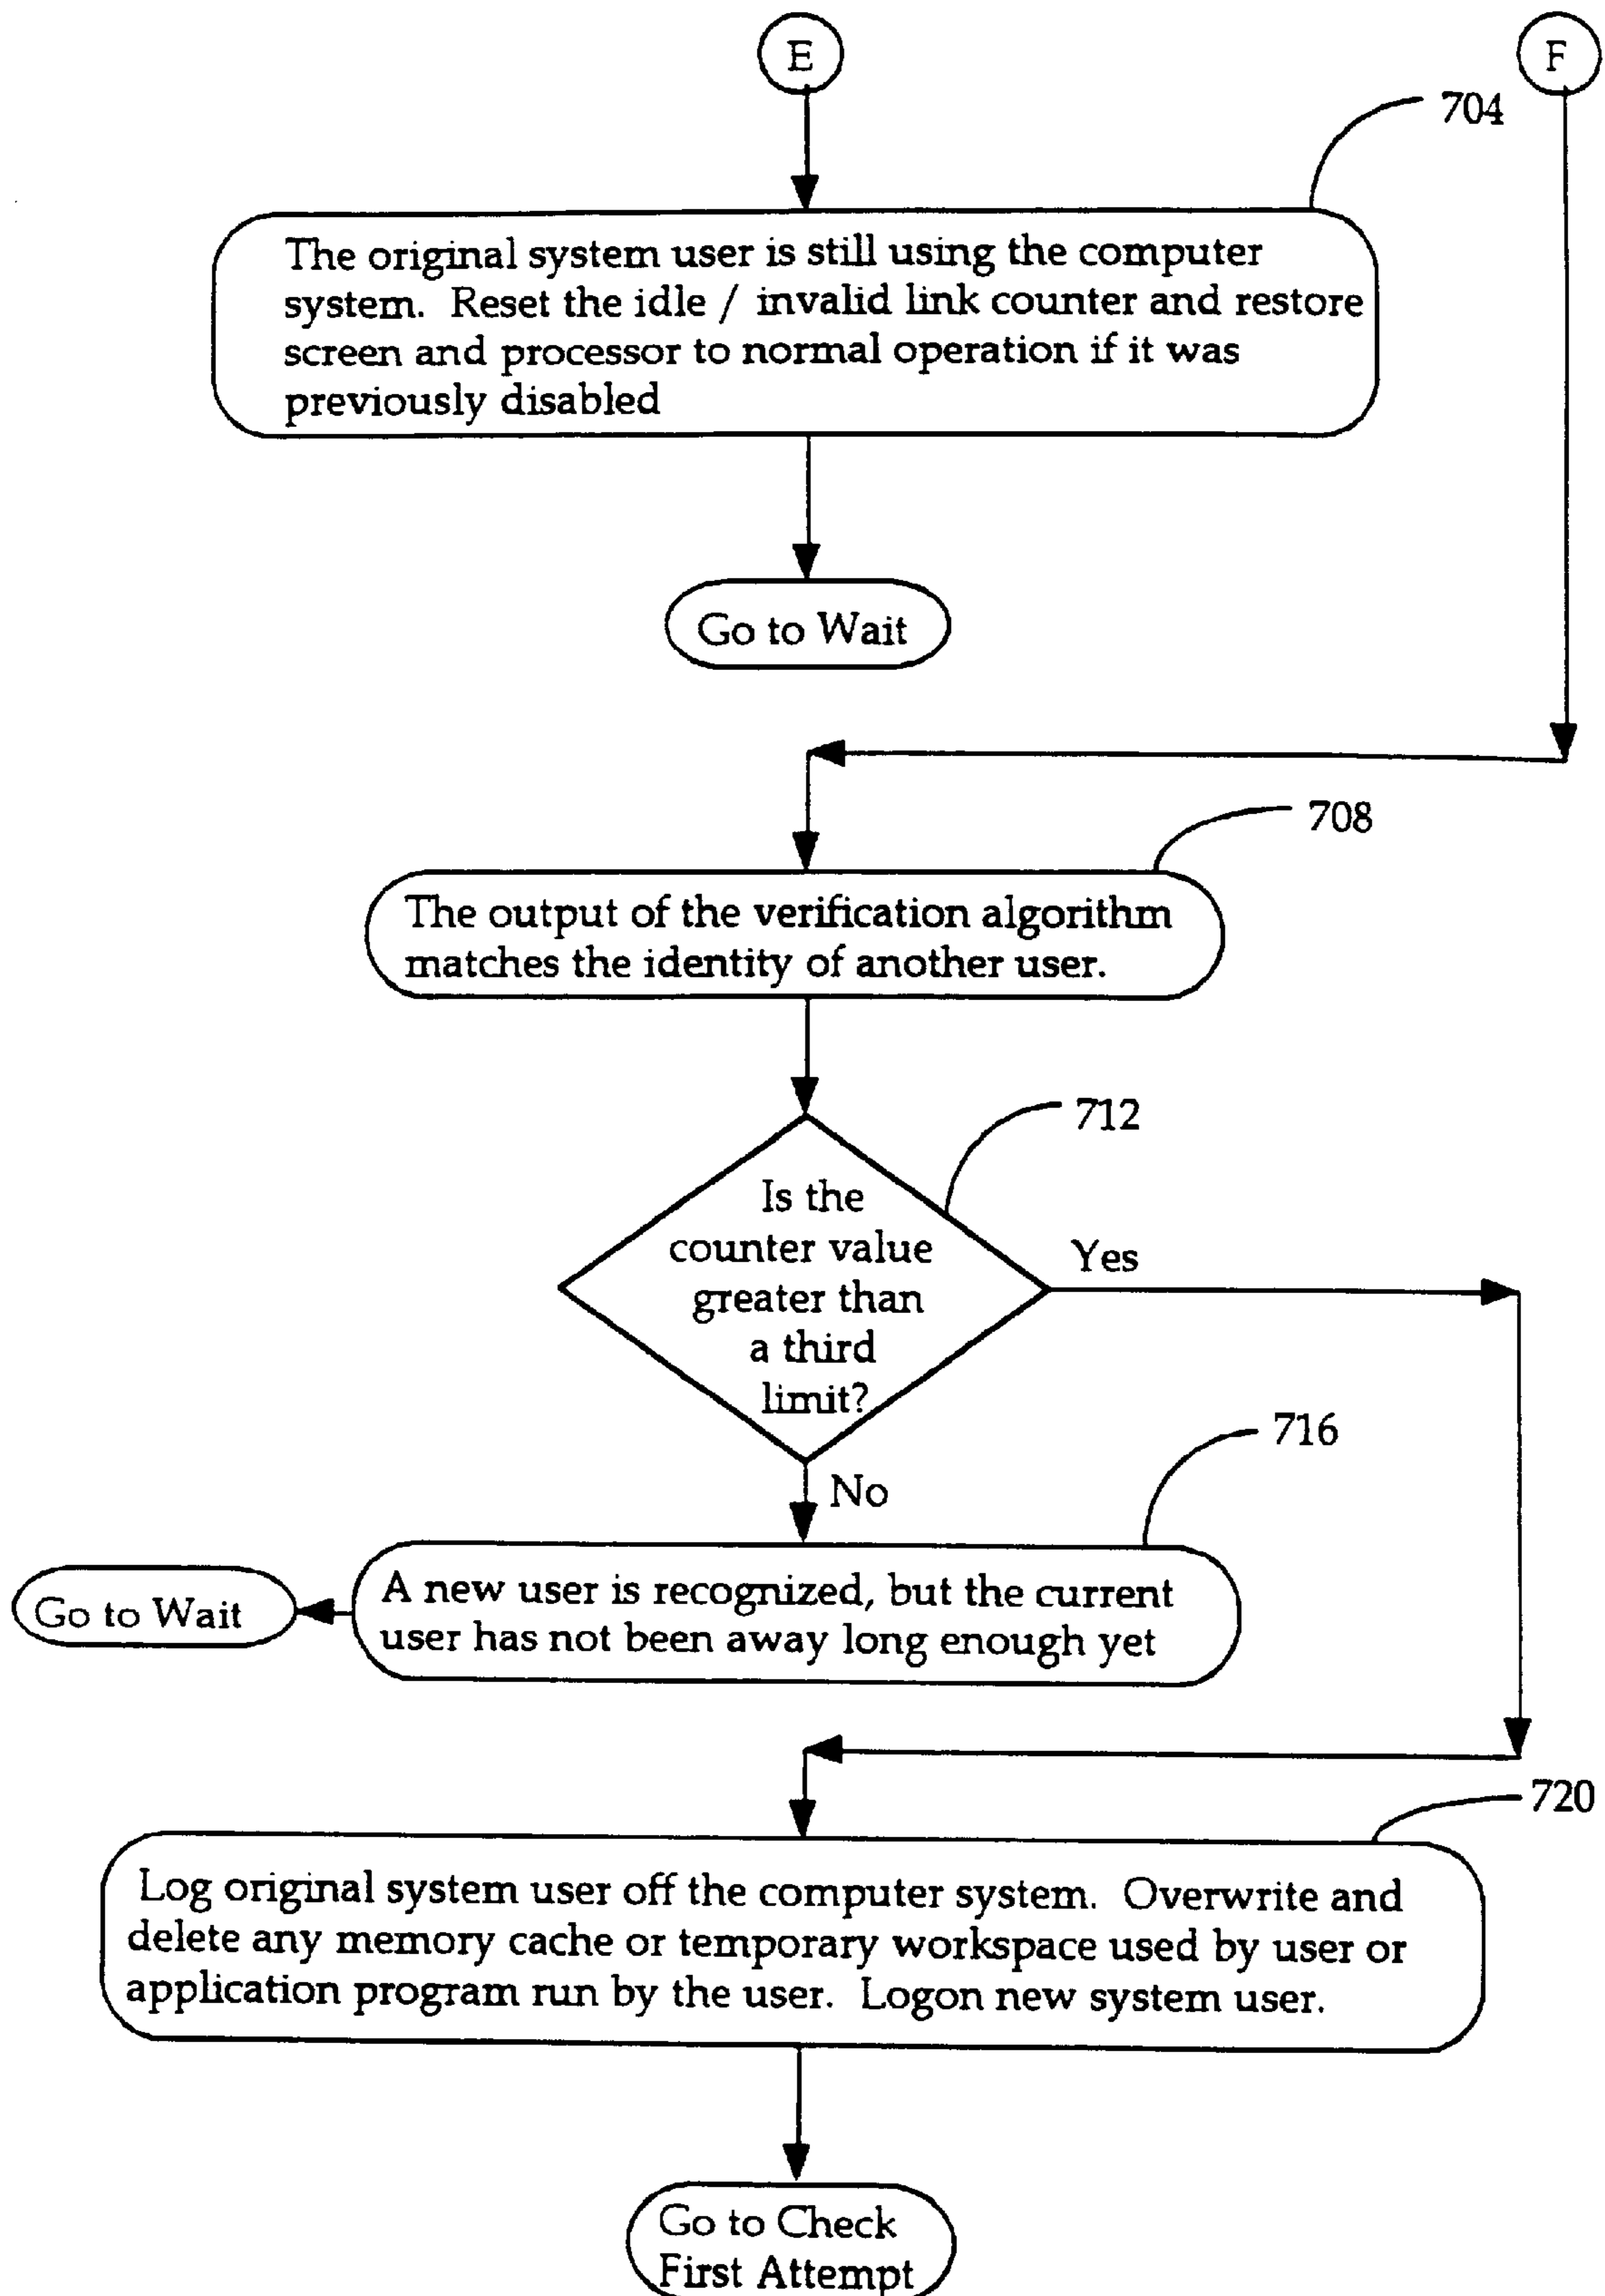 E
F
704
The original system user is still using the computer
system. Reset the idle / invalid link counter and restore
screen and processor to normal operation if it was
previously disabled
Go to Wait
708
The output of the verification algorithm
matches the identity of another user.
712
Is the
counter value
greater than
a third
limit?
Yes
No
716
A new user is recognized, but the current
user has not been away long enough yet
Go to Wait
720
Log original system user off the computer system. Overwrite and
delete any memory cache or temporary workspace used by user or
application program run by the user. Logon new system user.
Go to Check
First Attempt